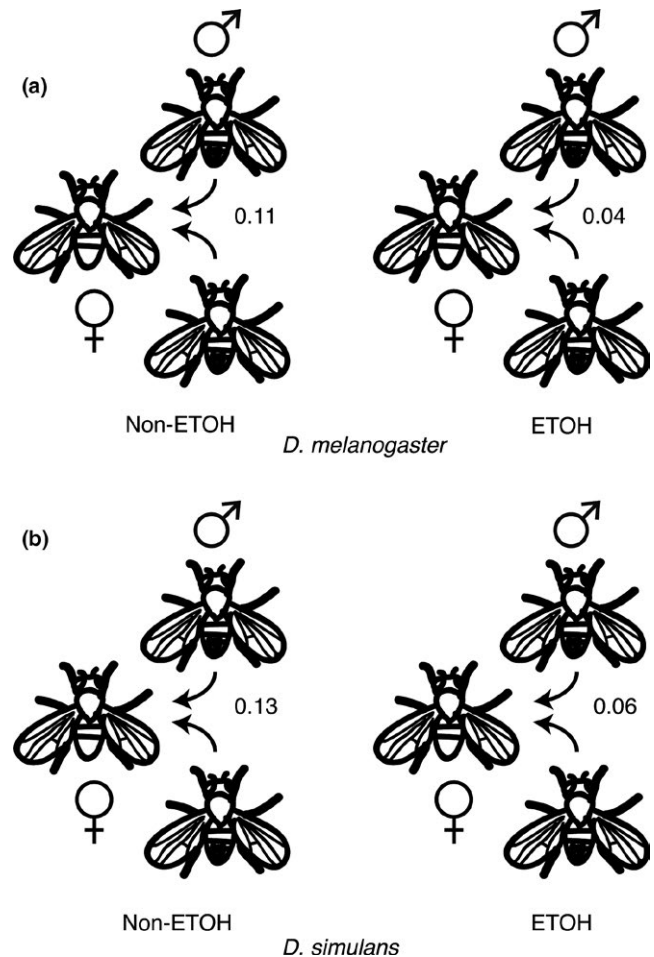 (a)
0.11
0.04
Non-ETOH
ETOH
D. melanogaster
(b)
0.13
0.06
Non-ETOH
ETOH
D. simulans